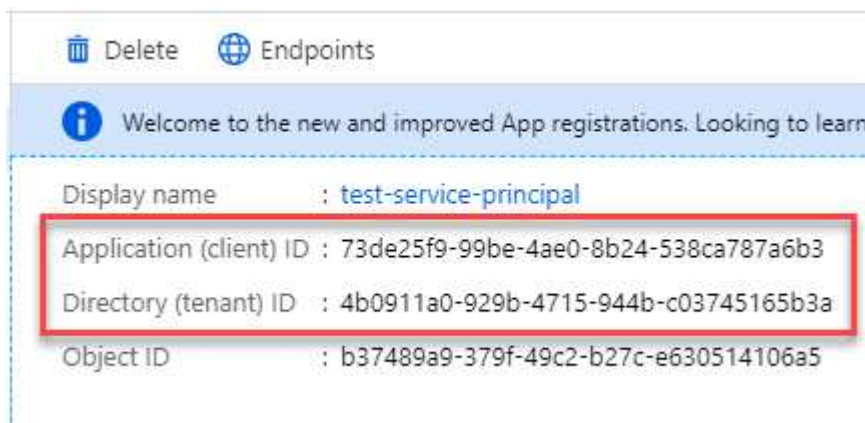 Delete Endpoints
Welcome to the new and improved App registrations. Looking to learn
Display name : test-service-principal
Application (client) ID : 73de25f9-99be-4ae0-8b24-538ca787a6b3
Directory (tenant) ID : 4b0911a0-929b-4715-944b-c03745165b3a
Object ID : b37489a9-379f-49c2-b27c-e630514106a5